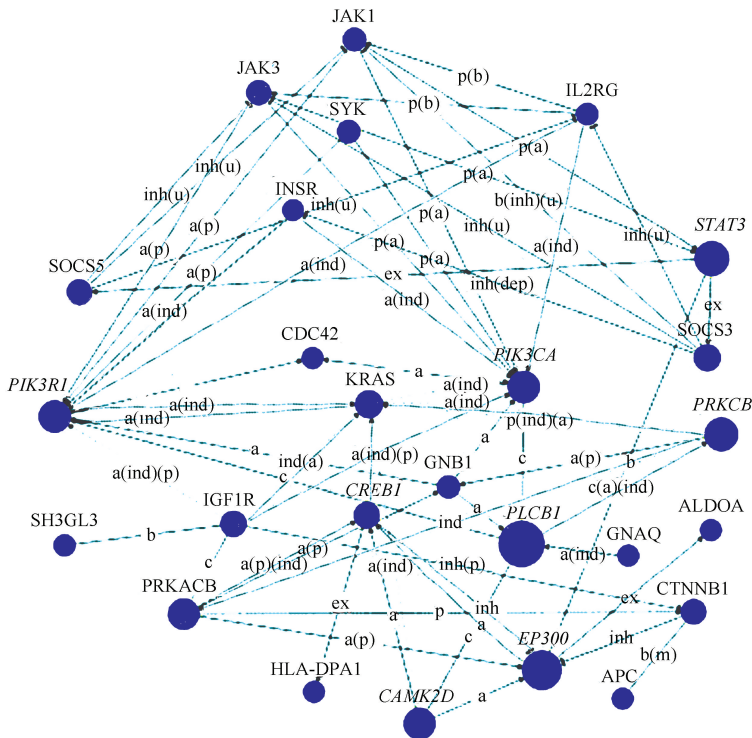 JAK1
JAK3
p(b)
IL2RG
p(b)
SYK
p(a)
inh(u)
inh(u)
INSR
inh(u)
p(a)
b(inh)(u)
a(p)
p(a)
inh(u)
STAT3
p(a)
a(ind)
inh(u)
SOCS5
a(p)
a(ind)
p(a)
ex
inh(dep)
a(ind)
a(ind)
ex
SOCS3
CDC42
PIK3CA
a
PIK3R1
KRAS
a(ind)
a(ind)
a(ind)
a(ind)
p(ind)(a)
PRKCB
a
a
a(ind)(p)
ind(a)
c
a(ind)(p)
GNB1
c
a(p)
b
c(a)(ind)
IGF1R
CREB1
a
PLCB1
ind
ALDOA
SH3GL3
GNAQ
b
a(p)
a(p)(ind)
a(ind)
inh(p)
a(ind)
c
PRKACB
CTNNB1
ex
a
p
inh
a
ex
a(p)
c
EP300
inh
b(m)
HLA-DPA1
CAMK2D
a
APC